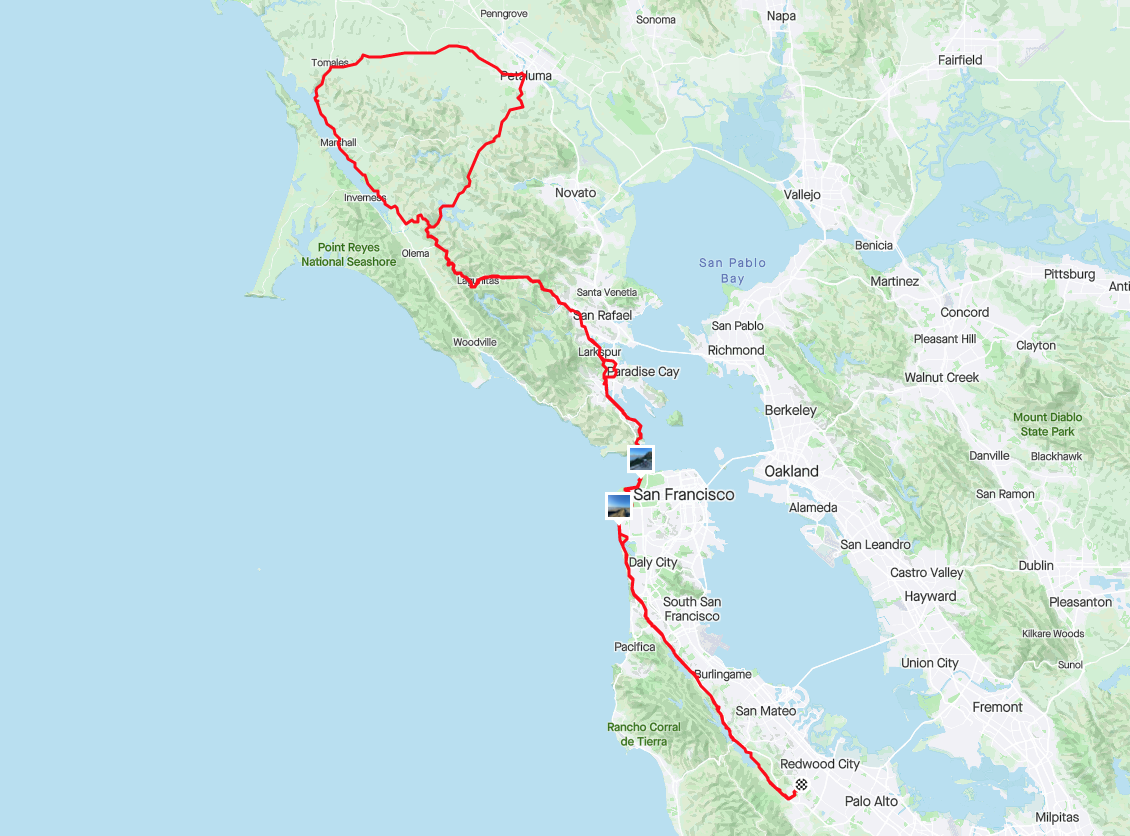 Penngrove
Sonoma
Napa
Fairfield
Tomales
Petaluma
Marshall
Inverness
Novato
Vallejo
Benicia
Point Reyes
National Seashore
Olema
San Pablo
Bay
Martinez
Pittsburg
Anti
Lagunitas
Santa Venetia
San Rafael
Concord
San Pablo
Pleasant Hill
Clayton
Woodville
Larkspur
Richmond
Paradise Cay
Walnut Creek
Berkeley
Mount Diablo
State Park
Danville
Blackhawk
Oakland
San Francisco
San Ramon
Alameda
San Leandro
Daly City
Castro Valley
Dublin
Hayward
South San
Francisco
Pleasanton
Kilkare Woods
Pacifica
Union City
Sunol
Burlingame
San Mateo
Fremont
Rancho Corral
de Tierra
Redwood City
Palo Alto
Milpitas